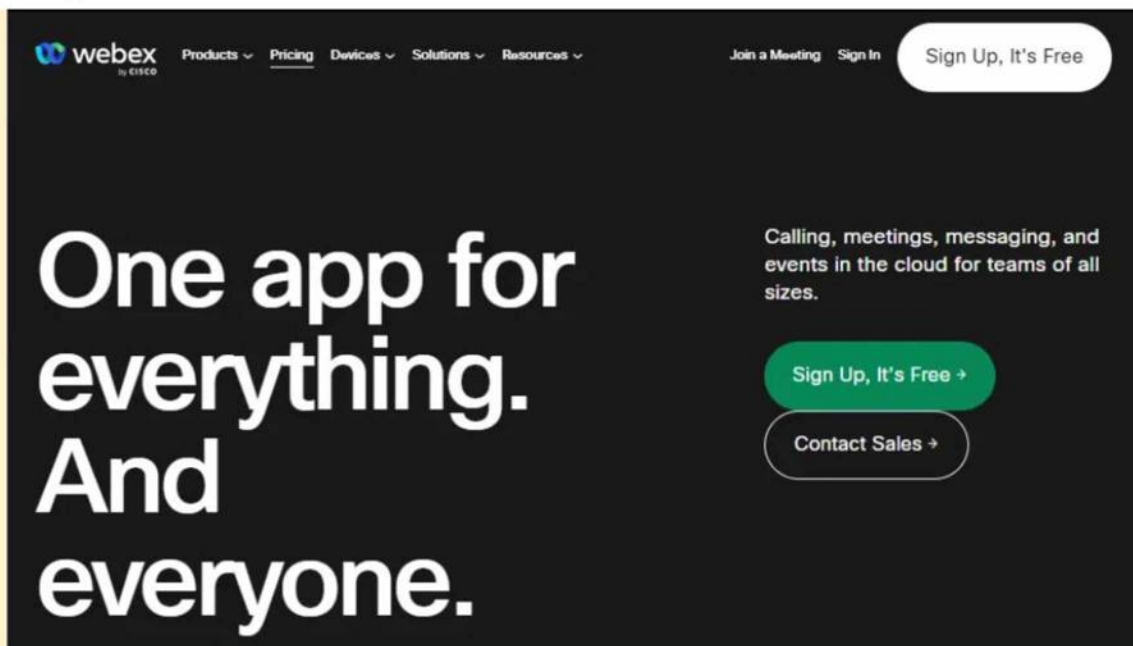 webex
by CISCO
Products Pricing Devices Solutions Resources
Join a Meeting Sign In
Sign Up, It's Free
One app for
everything.
And
everyone.
Calling, meetings, messaging, and
events in the cloud for teams of all
sizes.
Sign Up, It's Free →
Contact Sales →